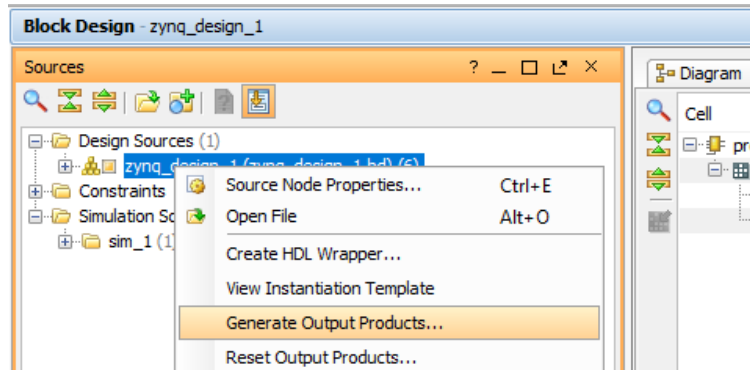 Block Design - zynq_design_1
Sources
? _ □ ×
Diagram
Cell
Design Sources (1)
zynq_design_1 (zynq_design_1.bd) (6)
Constraints
Simulation So
sim_1 (1)
Source Node Properties... Ctrl+E
Open File Alt+O
Create HDL Wrapper...
View Instantiation Template
Generate Output Products...
Reset Output Products...
pr